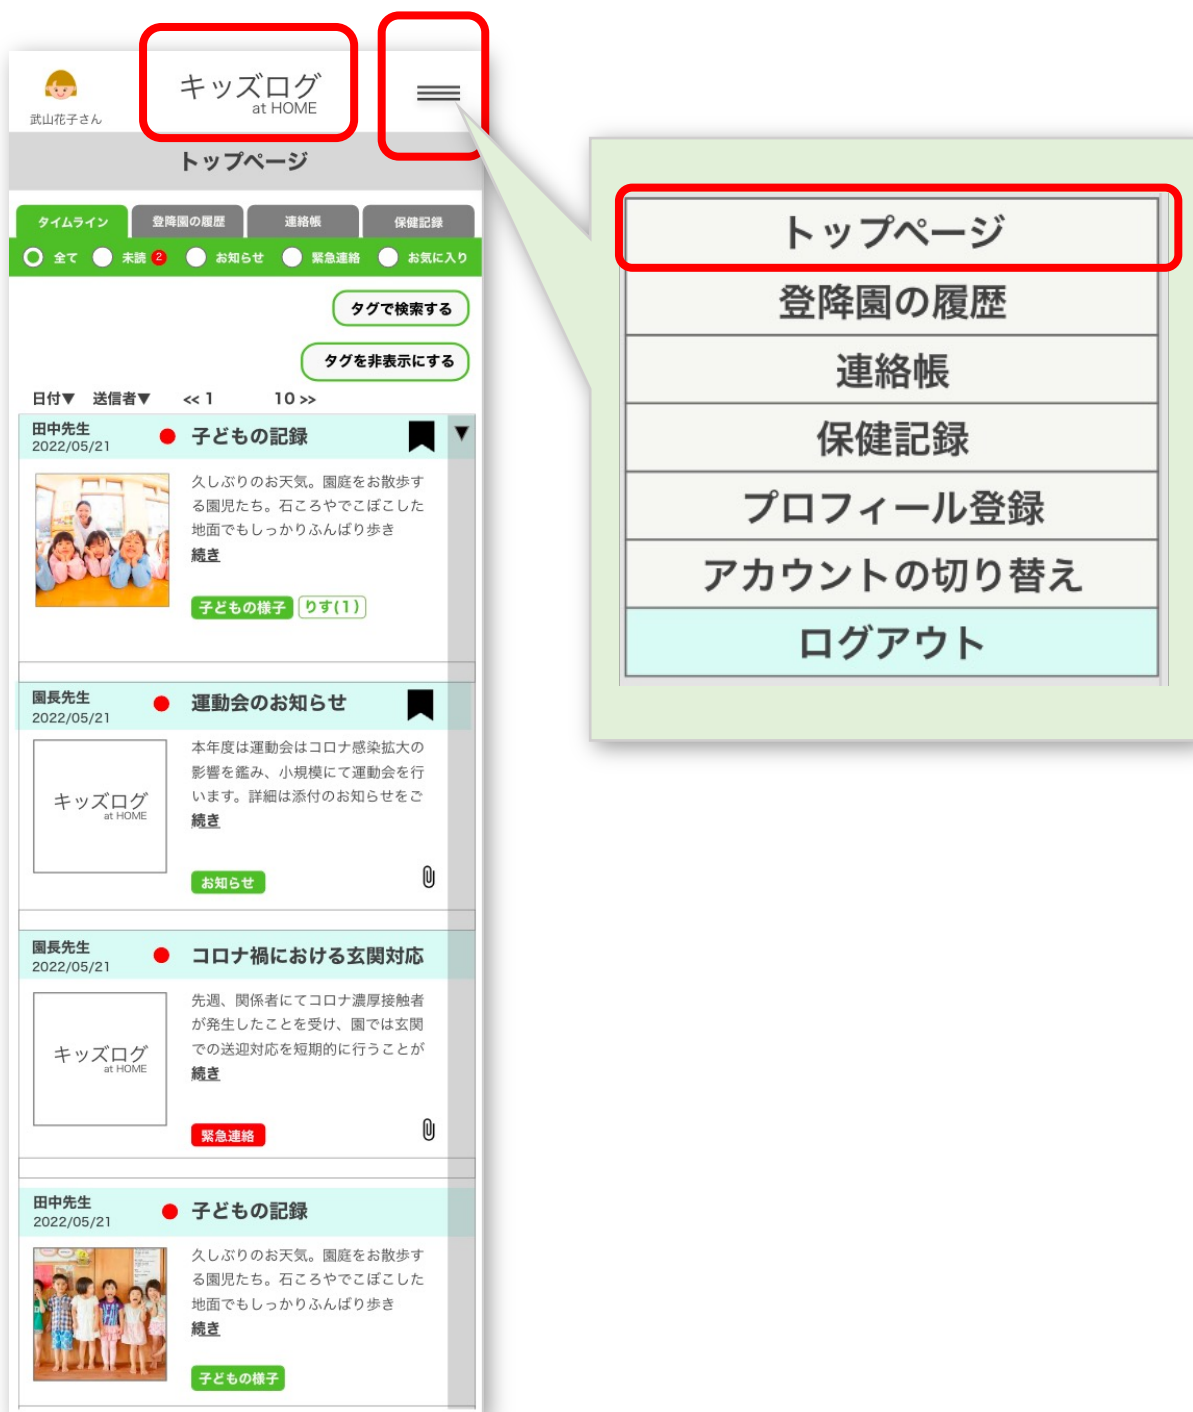 キッズログ
at HOME
武山花子さん
トップページ
タイムライン 登降園の履歴 連絡帳 保健記録
全て 未読 2 お知らせ 緊急連絡 お気に入り
タグで検索する
タグを非表示にする
日付▼ 送信者▼ << 1 10 >>
田中先生
2022/05/21
子どもの記録
▼
久しぶりのお天気。園庭をお散歩す
る園児たち。石ころやでこぼこした
地面でもしっかりふんばり歩き
続き
子どもの様子 りす(1)
園長先生
2022/05/21
運動会のお知らせ
キッズログ
at HOME
本年度は運動会はコロナ感染拡大の
影響を鑑み、小規模にて運動会を行
います。詳細は添付のお知らせをご
続き
お知らせ
園長先生
2022/05/21
コロナ禍における玄関対応
キッズログ
at HOME
先週、関係者にてコロナ濃厚接触者
が発生したことを受け、園では玄関
での送迎対応を短期的に行うことが
続き
緊急連絡
田中先生
2022/05/21
子どもの記録
久しぶりのお天気。園庭をお散歩す
る園児たち。石ころやでこぼこした
地面でもしっかりふんばり歩き
続き
子どもの様子
トップページ
登降園の履歴
連絡帳
保健記録
プロフィール登録
アカウントの切り替え
ログアウト